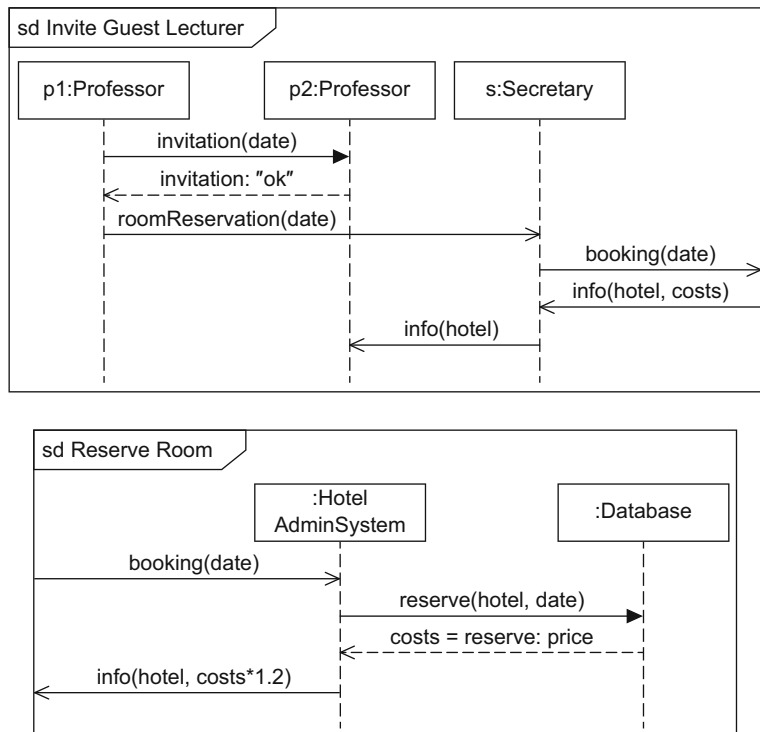 sd Invite Guest Lecturer
p1:Professor
p2:Professor
s:Secretary
invitation(date)
invitation: "ok"
roomReservation(date)
booking(date)
info(hotel, costs)
info(hotel)
sd Reserve Room
:Hotel
AdminSystem
:Database
booking(date)
reserve(hotel, date)
costs = reserve: price
info(hotel, costs*1.2)